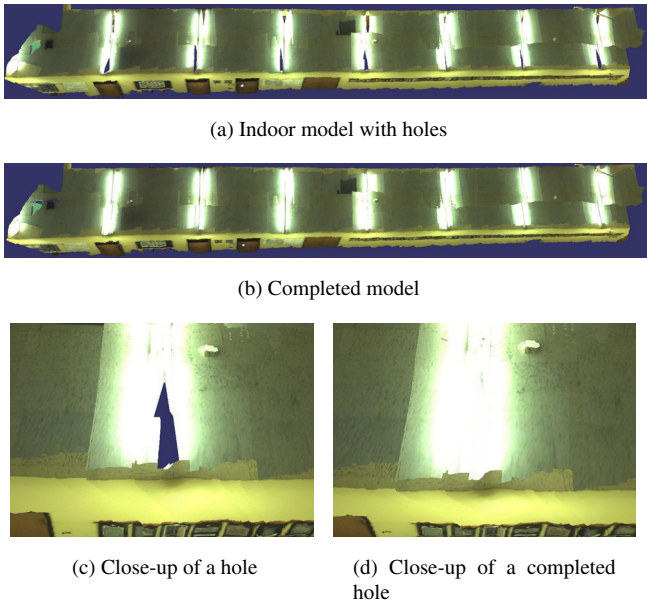 (a) Indoor model with holes
(b) Completed model
(c) Close-up of a hole
(d) Close-up of a completed
hole